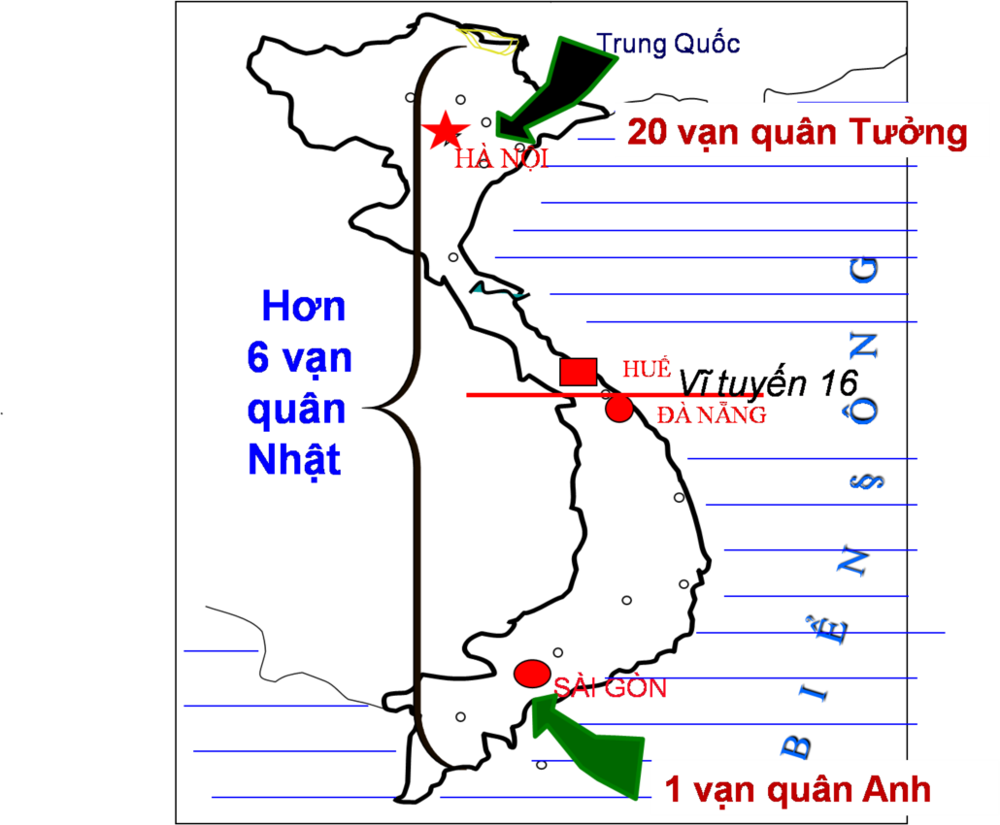 Trung Quốc
20 vạn quân Tưởng
HÀ NỘI
Hơn
6 vạn
quân
Nhật
HUẾ
Vĩ tuyến 16
ĐÀ NẴNG
BIỂN §ÔNG
SÀI GÒN
1 vạn quân Anh